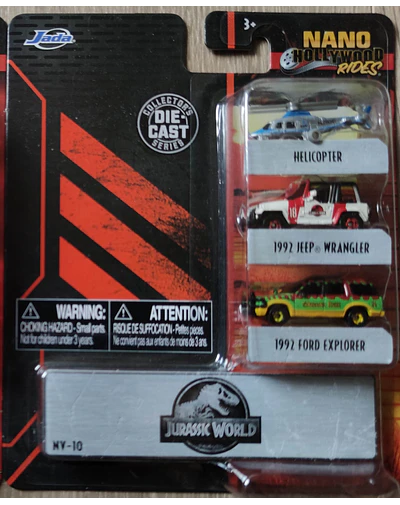 Jada
3+
NANO
HOLLYWOOD
RIDES
COLLECTOR'S
DIE-
CAST
SERIES
HELICOPTER
10
1992 JEEP® WRANGLER
1992 FORD EXPLORER
WARNING:
CHOKING HAZARD - Small parts
Not for children under 3 years.
ATTENTION:
RISQUE DE SUFFOCATION - Petites pièces.
Ne convient pas aux enfants de moins de 3 ans.
JURASSIC WORLD
NV-10